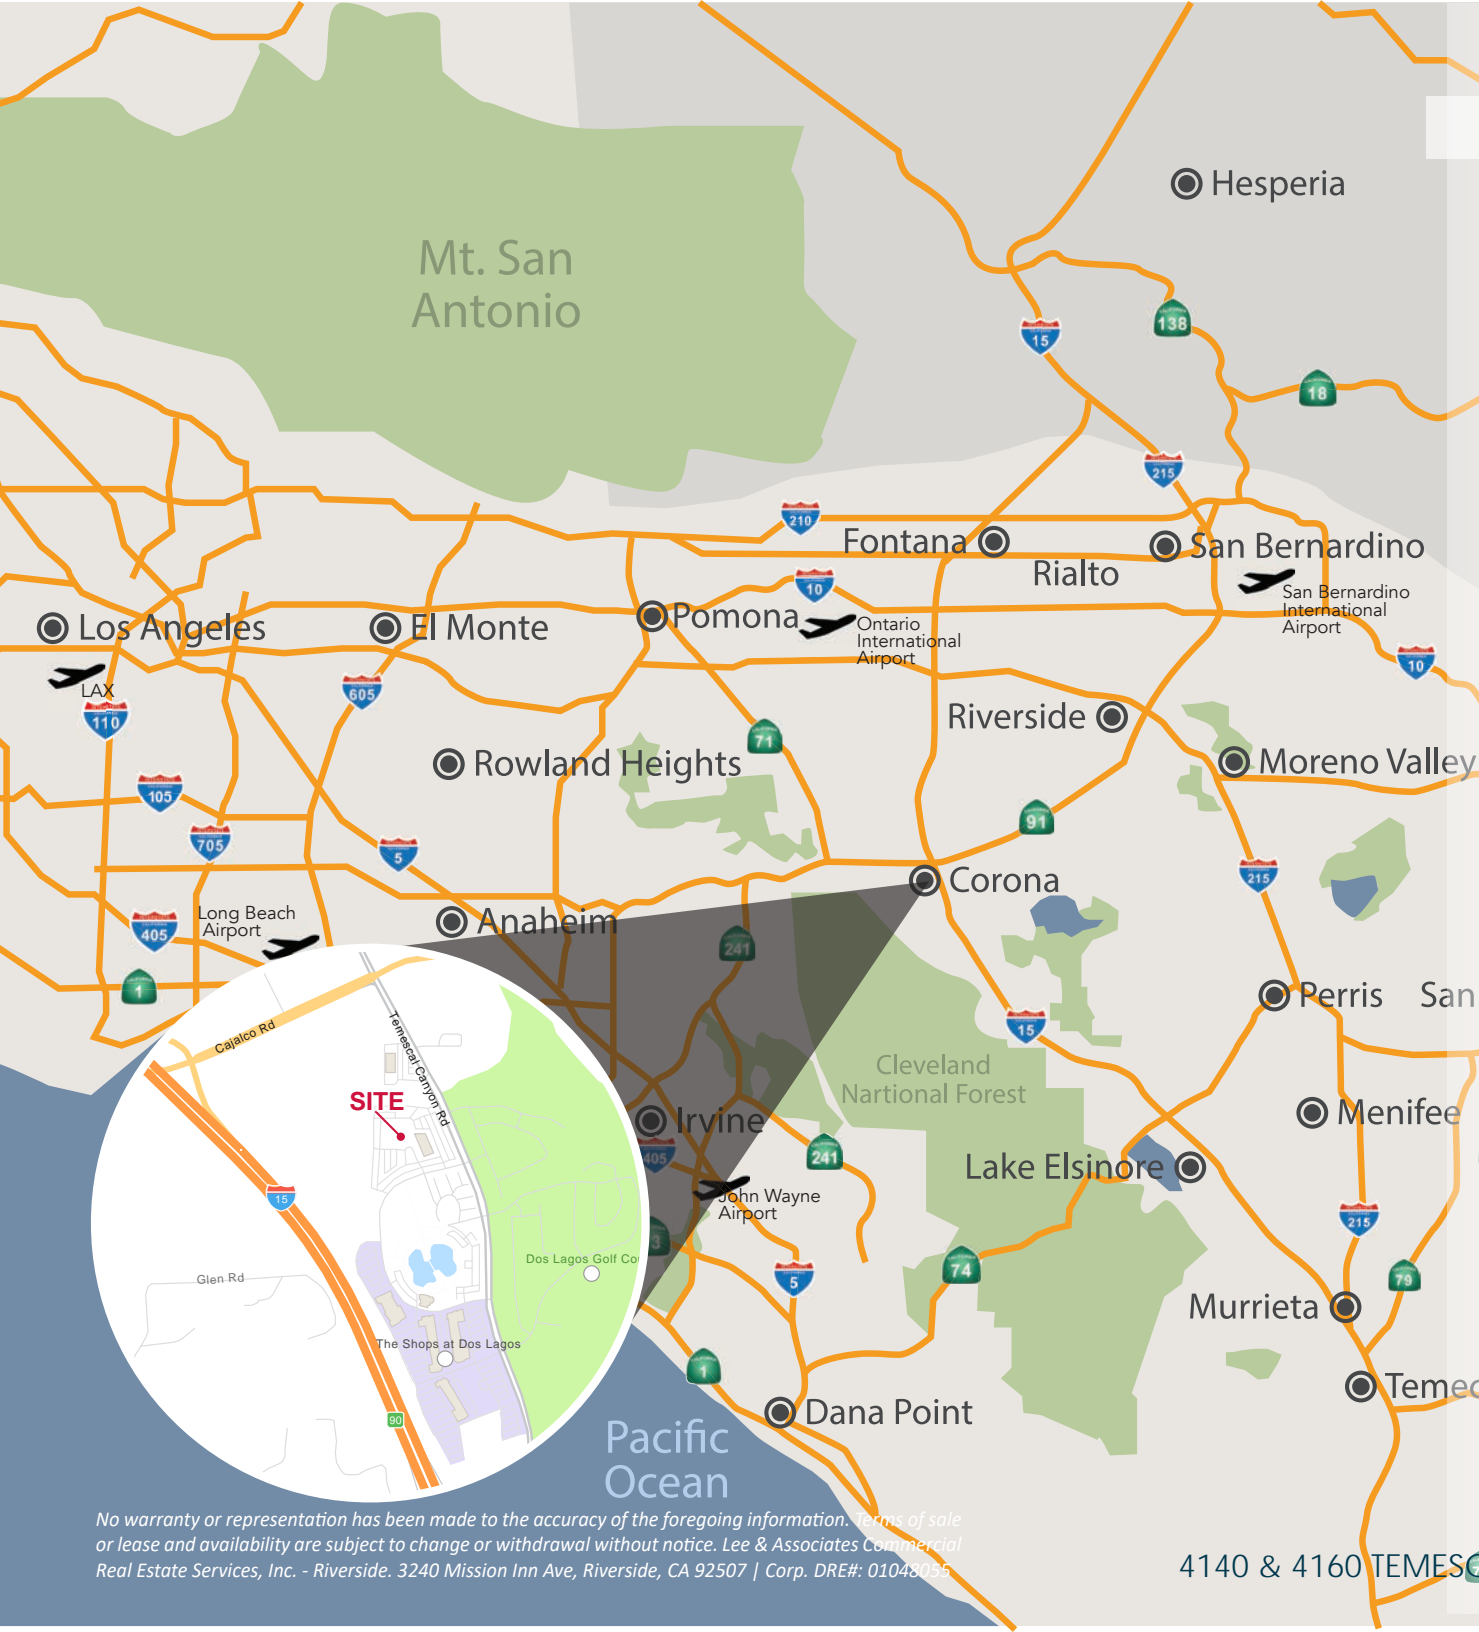 Hesperia
Mt. San
Antonio
15
138
18
215
210
Fontana
San Bernardino
Rialto
10
San Bernardino
International
Airport
Los Angeles
El Monte
Pomona
Ontario
International
Airport
10
LAX
110
605
Riverside
71
Rowland Heights
Moreno Valley
105
91
705
5
215
Corona
Long Beach
Airport
405
Anaheim
241
1
Perris
San
15
Cajalco Rd
Temescal Canyon Rd
Cleveland
Nartional Forest
SITE
Irvine
Menifee
405
241
Lake Elsinore
15
John Wayne
Airport
215
3
Dos Lagos Golf Co
74
5
79
Glen Rd
Murrieta
The Shops at Dos Lagos
1
Temec
90
Dana Point
Pacific
Ocean
No warranty or representation has been made to the accuracy of the foregoing information. Terms of sale
or lease and availability are subject to change or withdrawal without notice. Lee & Associates Commercial
Real Estate Services, Inc. - Riverside. 3240 Mission Inn Ave, Riverside, CA 92507 | Corp. DRE#: 01048055
4140 & 4160 TEMESC